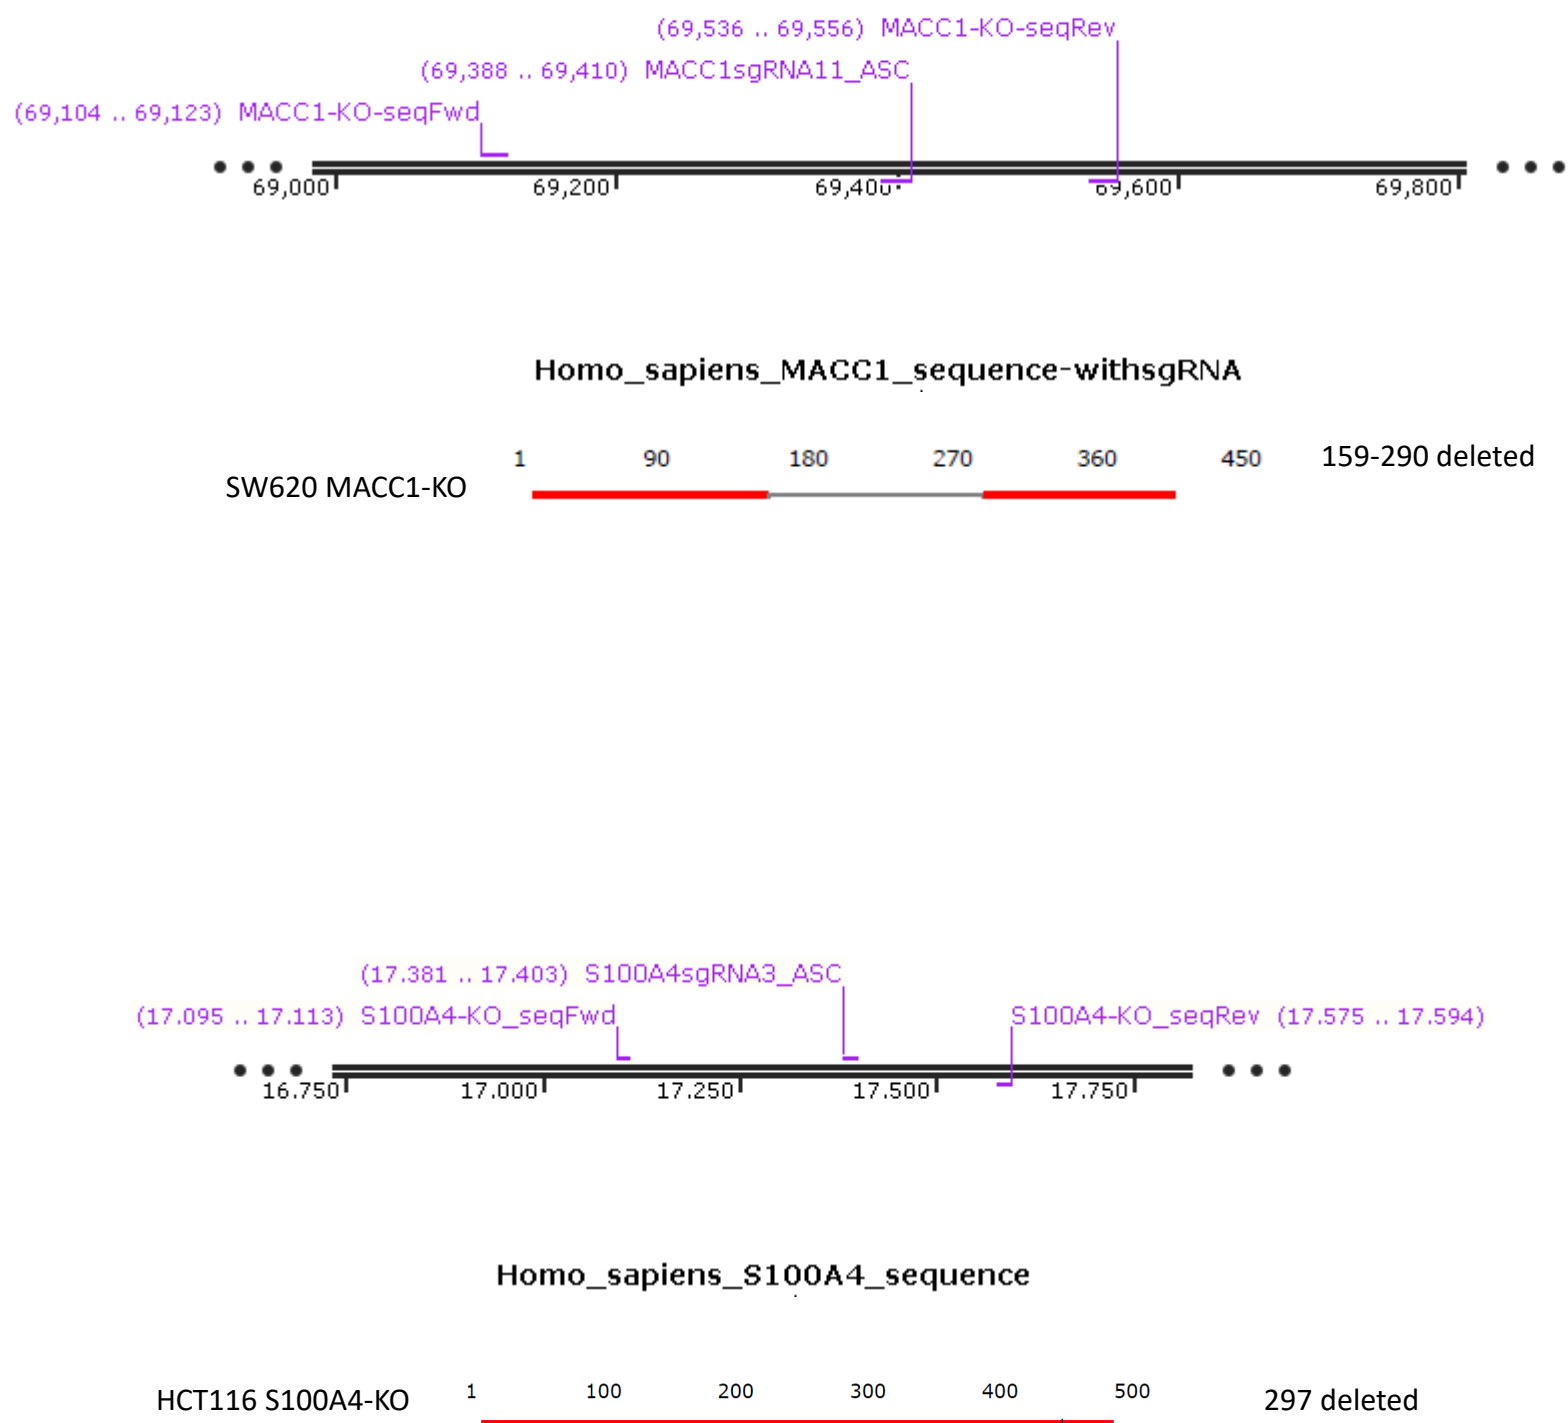 (69,536 .. 69,556) MACC1-KO-seqRev
(69,388 .. 69,410) MACC1sgRNA11_ASC
(69,104 .. 69,123) MACC1-KO-seqFwd
69,000 69,200 69,400 69,600 69,800
Homo_sapiens_MACC1_sequence-withsgRNA
1 90 180 270 360 450 159-290 deleted
SW620 MACC1-KO
(17.381 .. 17.403) S100A4sgRNA3_ASC
(17.095 .. 17.113) S100A4-KO_seqFwd S100A4-KO_seqRev (17.575 .. 17.594)
16.750 17.000 17.250 17.500 17.750
Homo_sapiens_S100A4_sequence
HCT116 S100A4-KO 1 100 200 300 400 500 297 deleted